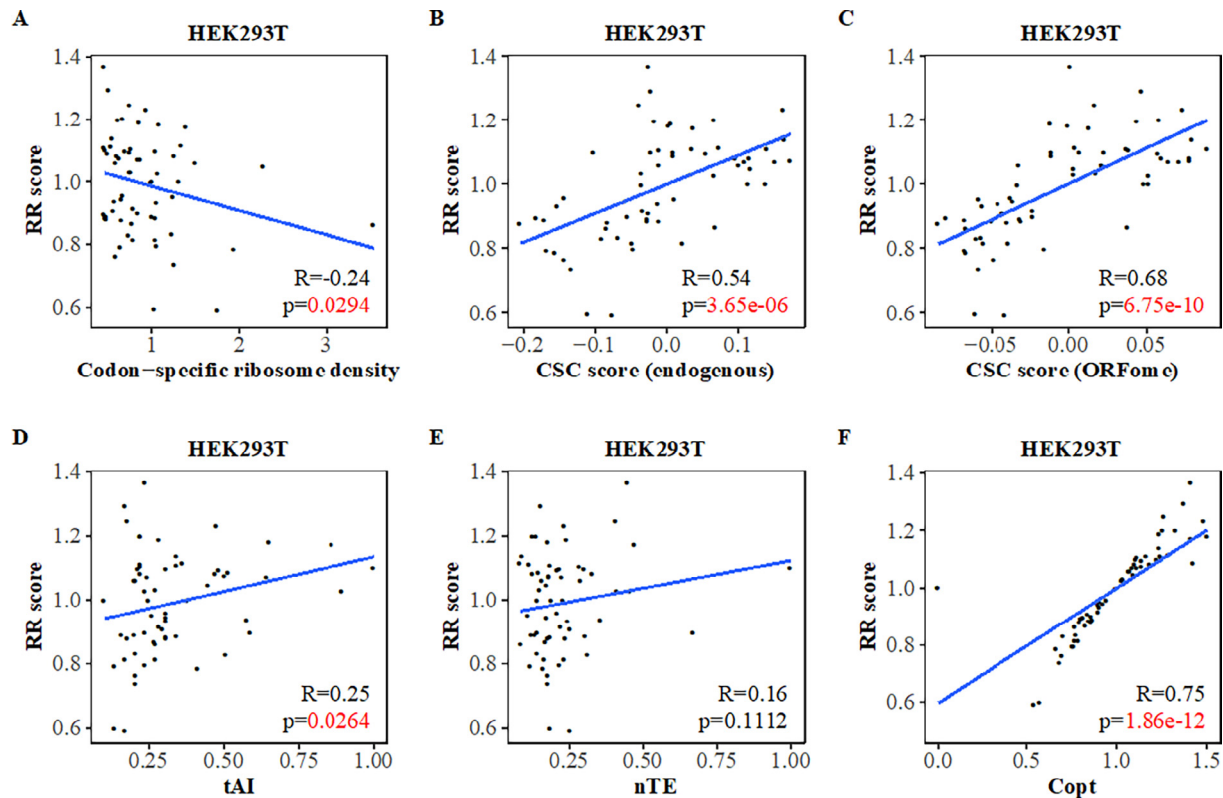 A
HEK293T
RR score
1.4
1.2
1.0
0.8
0.6
R=-0.24
p=0.0294
1 2 3
Codon−specific ribosome density
B
HEK293T
RR score
1.4
1.2
1.0
0.8
0.6
R=0.54
p=3.65e-06
−0.2 −0.1 0.0 0.1
CSC score (endogenous)
C
HEK293T
RR score
1.4
1.2
1.0
0.8
0.6
R=0.68
p=6.75e-10
−0.05 0.00 0.05
CSC score (ORFome)
D
HEK293T
RR score
1.4
1.2
1.0
0.8
0.6
R=0.25
p=0.0264
0.25 0.50 0.75 1.00
tAI
E
HEK293T
RR score
1.4
1.2
1.0
0.8
0.6
R=0.16
p=0.1112
0.25 0.50 0.75 1.00
nTE
F
HEK293T
RR score
1.4
1.2
1.0
0.8
0.6
R=0.75
p=1.86e-12
0.0 0.5 1.0 1.5
Copt